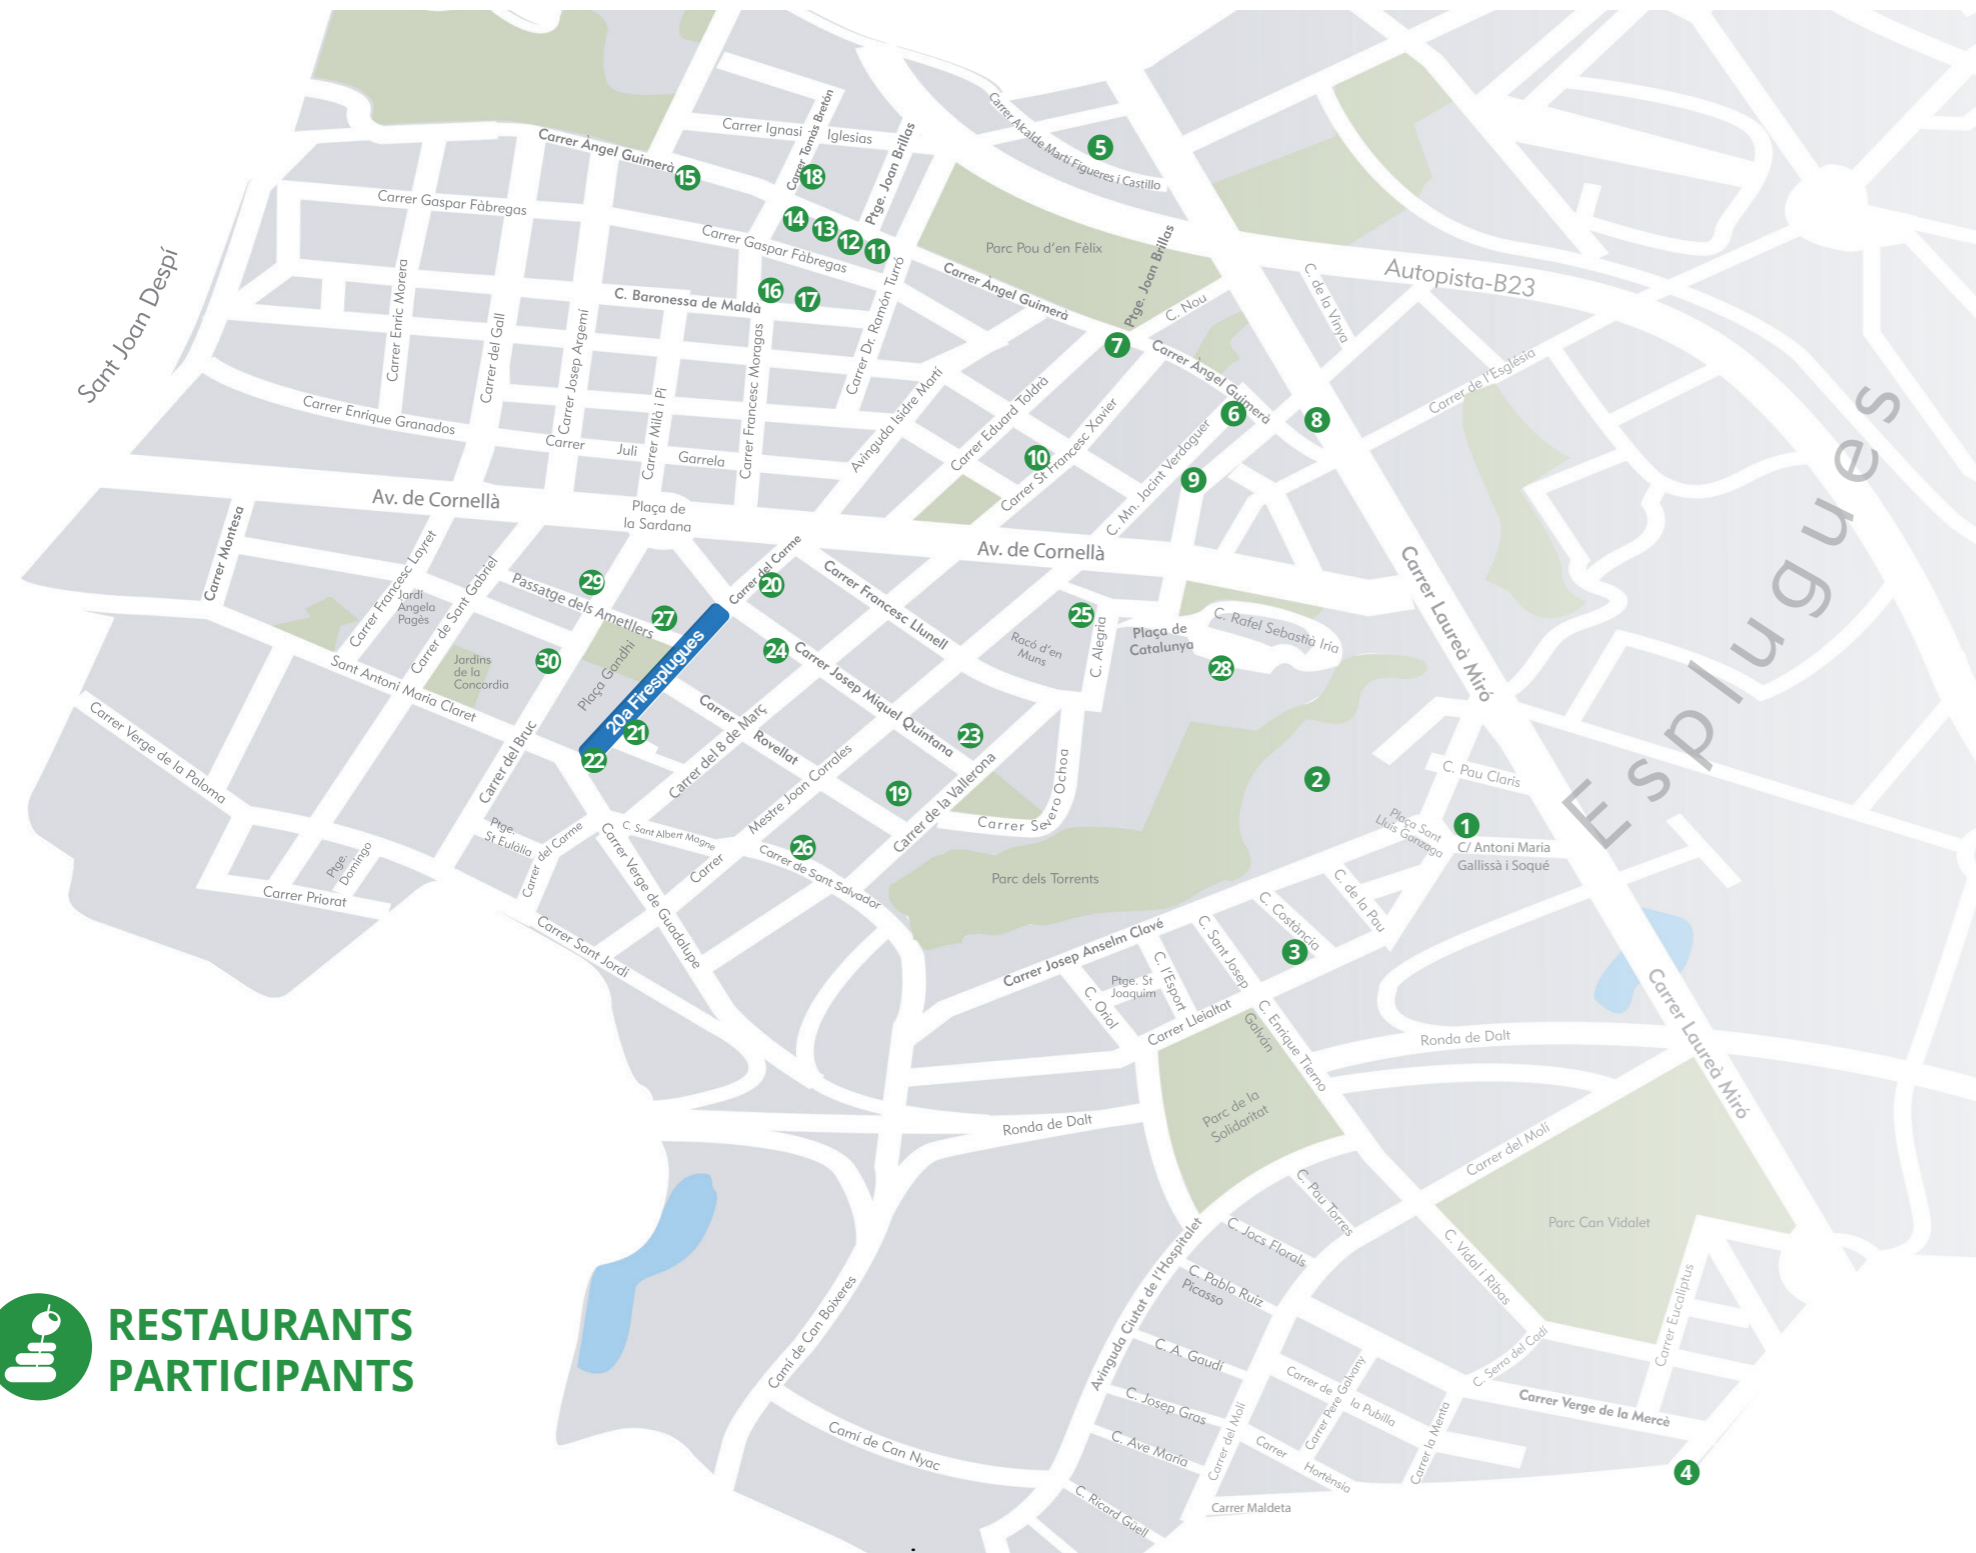 Carrer Alcalde Martí Figueres i Castillo
5
Carrer Ignasi Iglesias
Carrer Tomàs Bretón
Ptge. Joan Brillas
Carrer Àngel Guimerà
15
18
Carrer Gaspar Fàbregas
14
13
12
11
Carrer Gaspar Fàbregas
Parc Pou d'en Fèlix
Ptge. Joan Brillas
Autopista-B23
Sant Joan Despí
Carrer Enric Morera
C. Baronessa de Maldà
16
17
Carrer Dr. Ramón Turró
Carrer Àngel Guimerà
C. Nou
C. de la Vinya
7
Carrer Àngel Guimerà
Carrer del Gall
Carrer Josep Argemí
Carrer Milà i Pi
Carrer Francesc Moragas
Avinguda Isidre Martí
Carrer Eduard Toldrà
Carrer St Francesc Xavier
Carrer de l'Església
6
8
Carrer Enrique Granados
Carrer Juli Garrela
10
C. Mn. Jacint Verdaguer
9
Esplugues
Av. de Cornellà
Plaça de
la Sardana
Av. de Cornellà
Carrer Montesa
Carrer Francesc Layret
Carrer de Sant Gabriel
Passatge dels Ametllers
29
Carrer del Carme
20
Carrer Francesc Llunell
Carrer Laureà Miró
Jardí
Angela
Pagès
27
25
C. Alegria
Plaça de
Catalunya
C. Rafel Sebastià Iria
28
Racó d'en
Muns
30
Plaça Gandhi
20a Firesplugues
24
Carrer Josep Miquel Quintana
Jardins
de la
Concordia
Sant Antoni Maria Claret
Carrer Verge de la Paloma
Carrer del Bruc
21
22
Carrer Rovellat
Carrer del 8 de Març
23
19
Carrer Mestre Joan Corrales
Carrer de la Vallerona
Carrer Severo Ochoa
2
C. Pau Claris
Plaça Sant
Lluis Gonzaga
1
C/ Antoni Maria
Gallissà i Soqué
Ptge.
St Eulàlia
Carrer del Carme
C. Sant Albert Magne
26
Carrer de Sant Salvador
Carrer Verge de Guadalupe
Ptge.
Domingo
Carrer Priorat
Parc dels Torrents
C. de la Pau
C. Costància
3
Carrer Sant Jordi
Carrer Josep Anselm Clavé
C. Sant Josep
C. l'Esport
Ptge. St
Joaquim
C. Oriol
Carrer Lleialtat
C. Enrique Tierno
Galván
Ronda de Dalt
Carrer Laureà Miró
Ronda de Dalt
Parc de la
Solidaritat
Carrer del Molí
C. Pau Torres
Parc Can Vidalet
C. Jocs Florals
C. Pablo Ruiz
Picasso
C. Vidal i Ribas
Carrer Eucaliptus
Avinguda Ciutat de l'Hospitalet
Camí de Can Boixeres
C. A. Gaudí
C. Serra del Cadí
Carrer de la Pubilla
Carrer Pere Galvany
Carrer Verge de la Mercè
C. Josep Gras
Carrer del Molí
Carrer la Menta
C. Ave María
Carrer Hortènsia
4
Camí de Can Nyac
C. Ricard Güell
Carrer Maldeta
RESTAURANTS
PARTICIPANTS